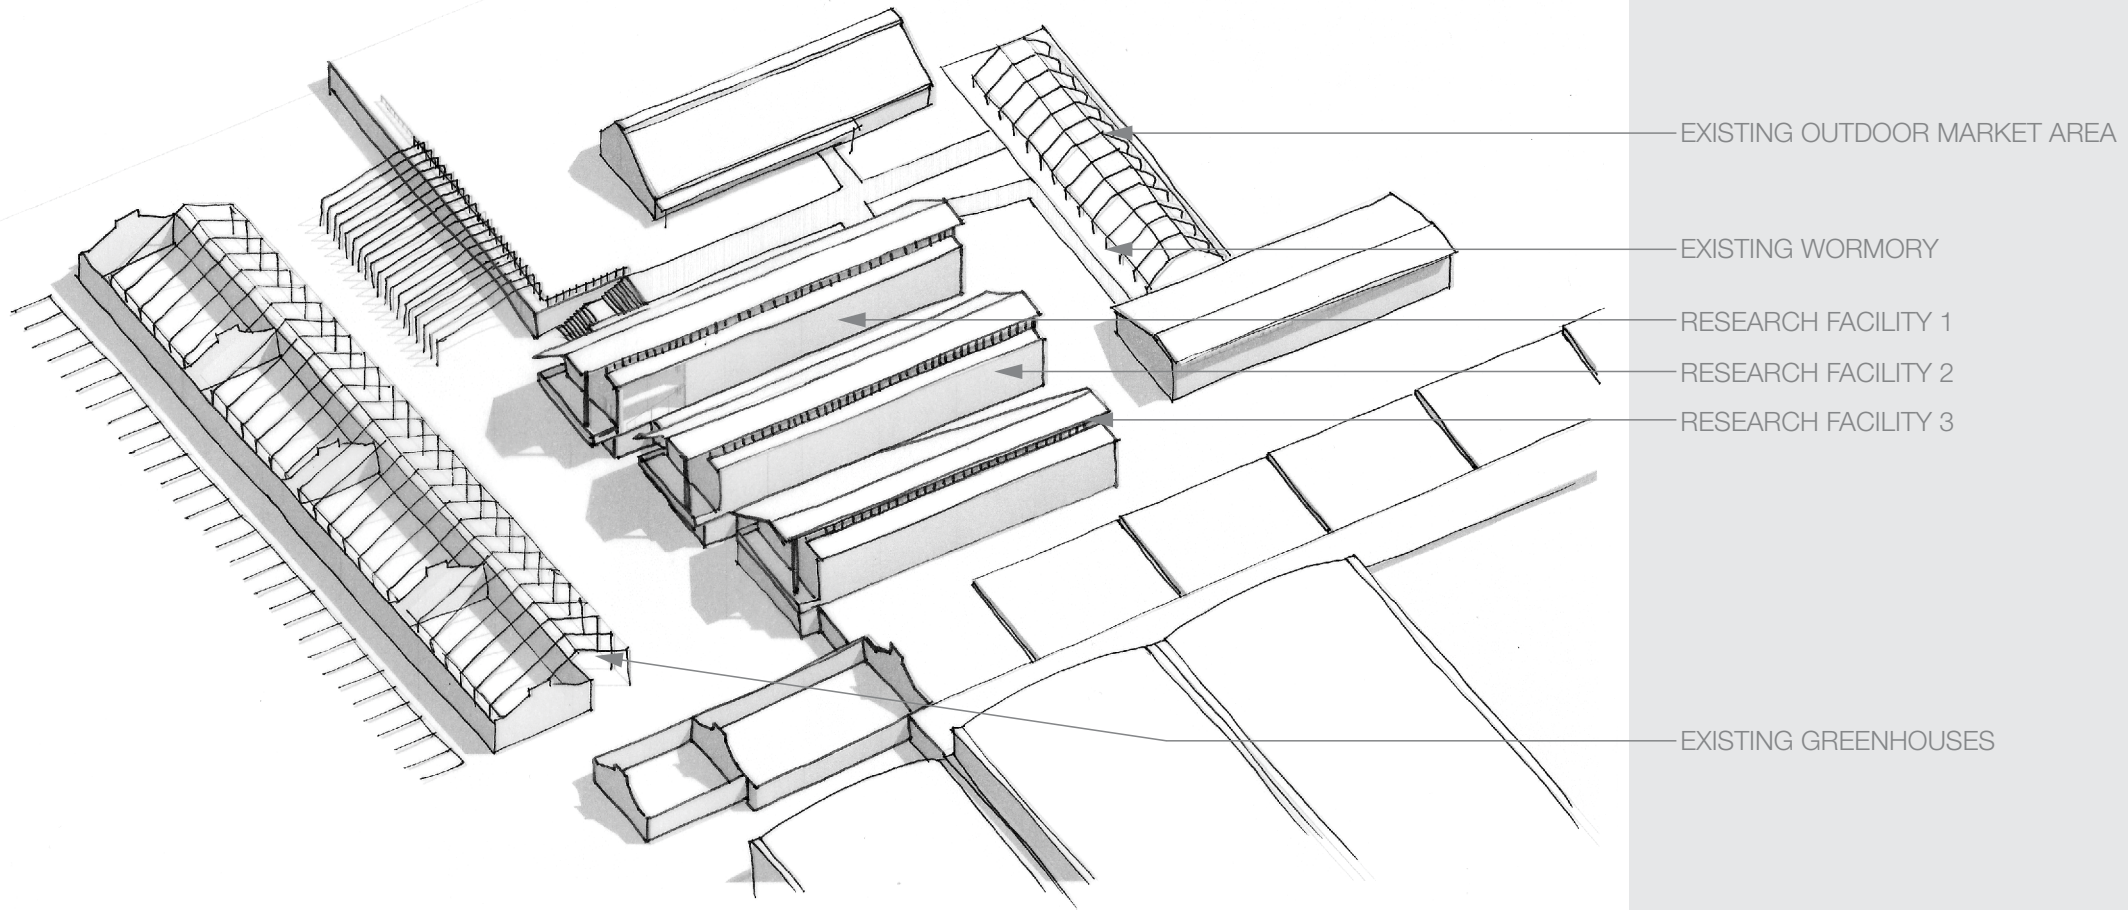 EXISTING OUTDOOR MARKET AREA
EXISTING WORMORY
RESEARCH FACILITY 1
RESEARCH FACILITY 2
RESEARCH FACILITY 3
EXISTING GREENHOUSES